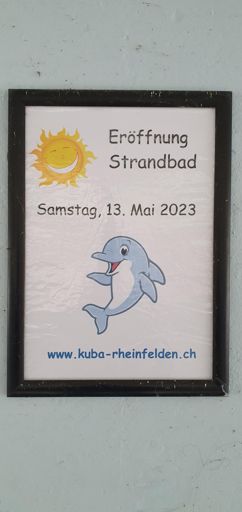 Eröffnung
Strandbad
Samstag, 13. Mai 2023
www.kuba-rheinfelden.ch